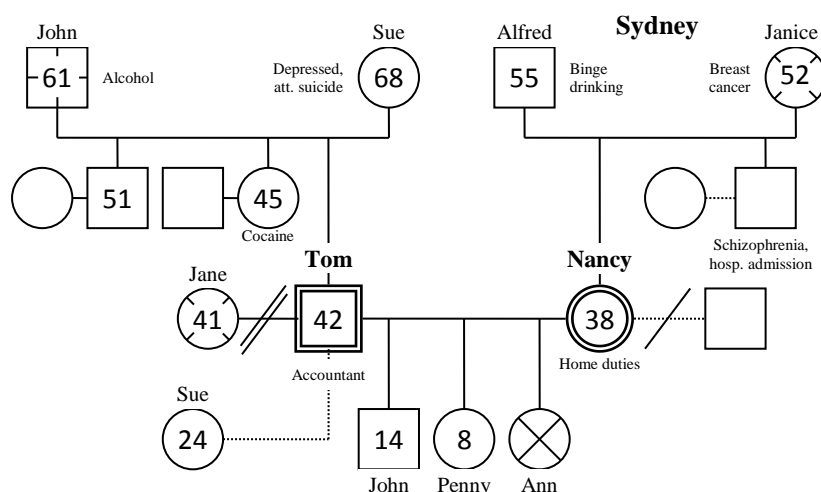 John
Sue
Alfred
Sydney
Janice
61
Alcohol
Depressed,
att. suicide
68
55
Binge
drinking
Breast
cancer
52
51
45
Cocaine
Schizophrenia,
hosp. admission
Tom
Nancy
Jane
41
42
38
Accountant
Home duties
Sue
24
14
8
John
Penny
Ann